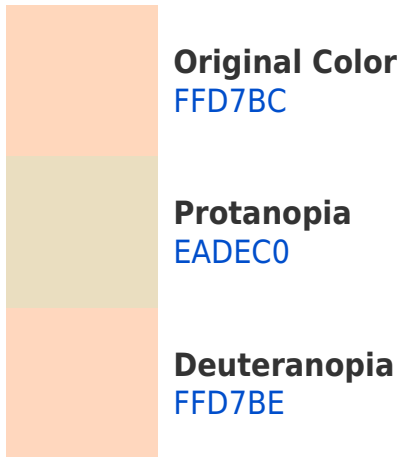 Original Color
FFD7BC
Protanopia
EADEC0
Deuteranopia
FFD7BE